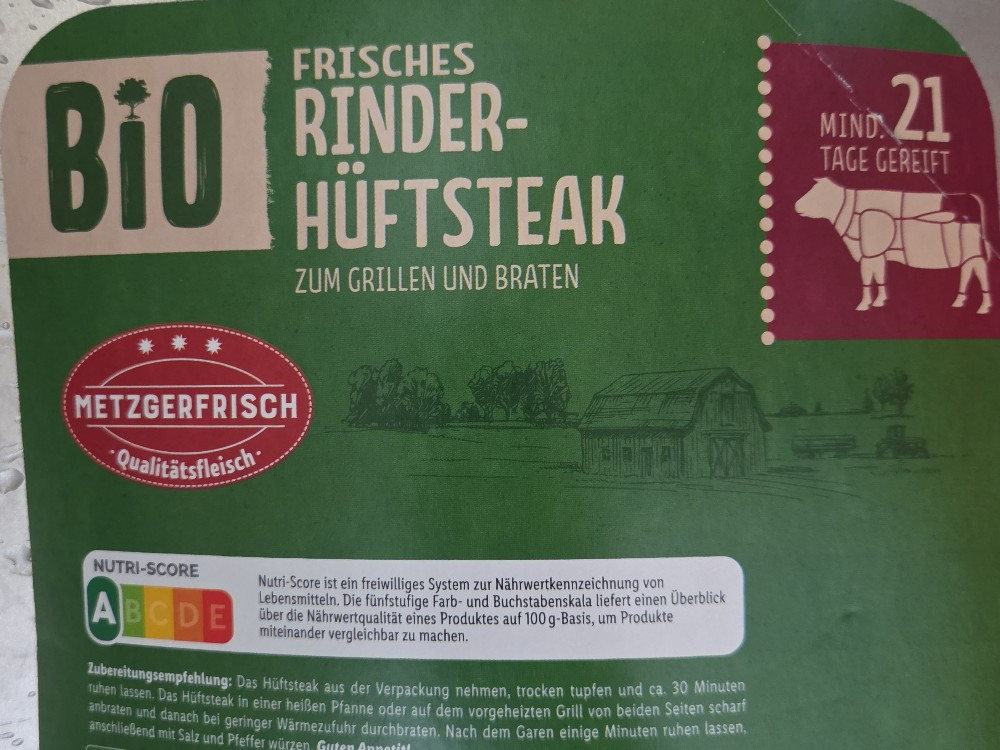 BiO
FRISCHES
RINDER-
HÜFTSTEAK
ZUM GRILLEN UND BRATEN
MIND. 21
TAGE GEREIFT
METZGERFRISCH
·Qualitätsfleisch·
NUTRI-SCORE
A B C D E
Nutri-Score ist ein freiwilliges System zur Nährwertkennzeichnung von
Lebensmitteln. Die fünfstufige Farb- und Buchstabenskala liefert einen Überblick
über die Nährwertqualität eines Produktes auf 100 g-Basis, um Produkte
miteinander vergleichbar zu machen.
Zubereitungsempfehlung: Das Hüftsteak aus der Verpackung nehmen, trocken tupfen und ca. 30 Minuten
ruhen lassen. Das Hüftsteak in einer heißen Pfanne oder auf dem vorgeheizten Grill von beiden Seiten scharf
anbraten und danach bei geringer Wärmezufuhr durchbraten. Nach dem Garen einige Minuten ruhen lassen,
anschließend mit Salz und Pfeffer würzen. Guten Appetit!